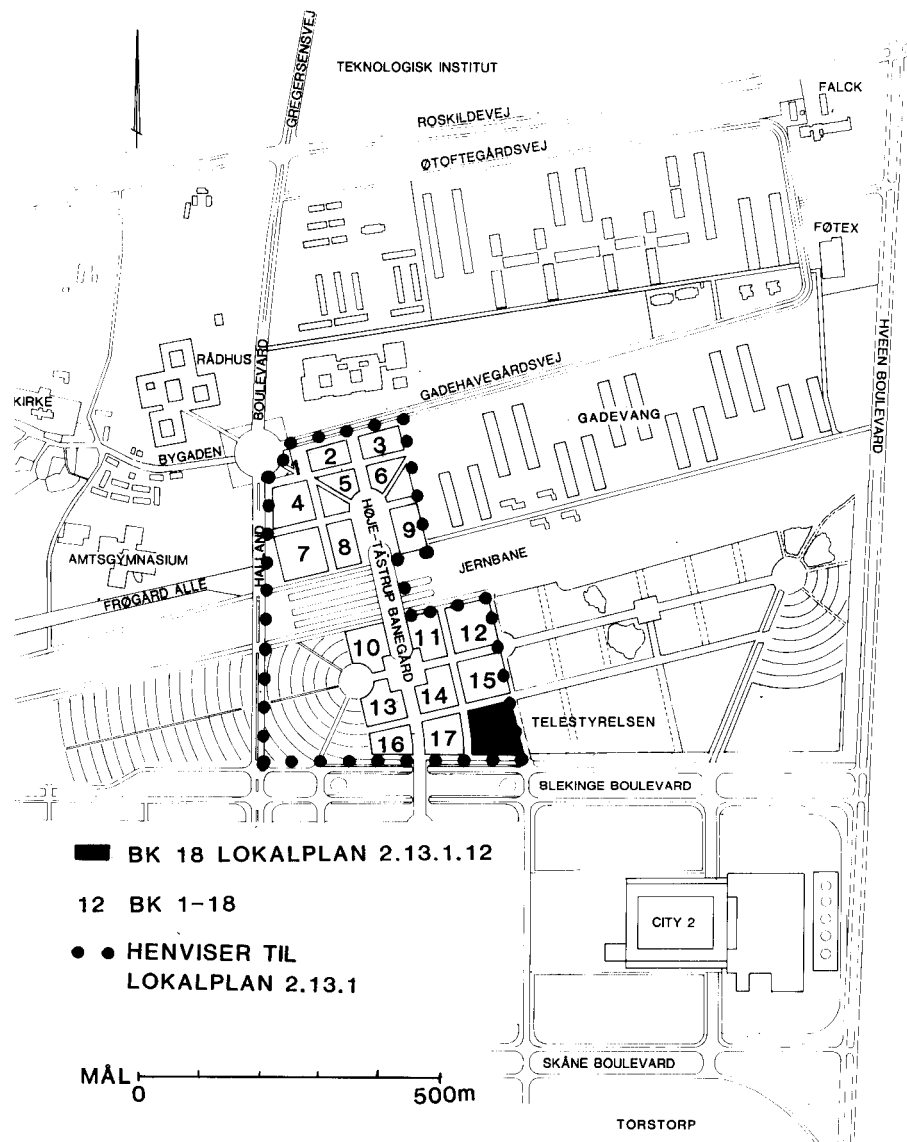 GREGERSENSVEJ
TEKNOLOGISK INSTITUT
FALCK
ROSKILDEVEJ
ØTOFTEGÅRDSVEJ
FØTEX
HVEEN BOULEVARD
RÅDHUS
BOULEVARD
GADEHAVEGÅRDSVEJ
KIRKE
GADEVANG
BYGADEN
1
2
3
4
5
6
7
8
9
HØJE-TÅSTRUP BANEGÅRD
AMTSGYMNASIUM
HALLAND
JERNBANE
FRØGÅRD ALLE
10
11
12
13
14
15
16
17
TELESTYRELSEN
BLEKINGE BOULEVARD
BK 18 LOKALPLAN 2.13.1.12
12 BK 1-18
HENVISER TIL
LOKALPLAN 2.13.1
CITY 2
SKÅNE BOULEVARD
MÅL
0 500m
TORSTORP